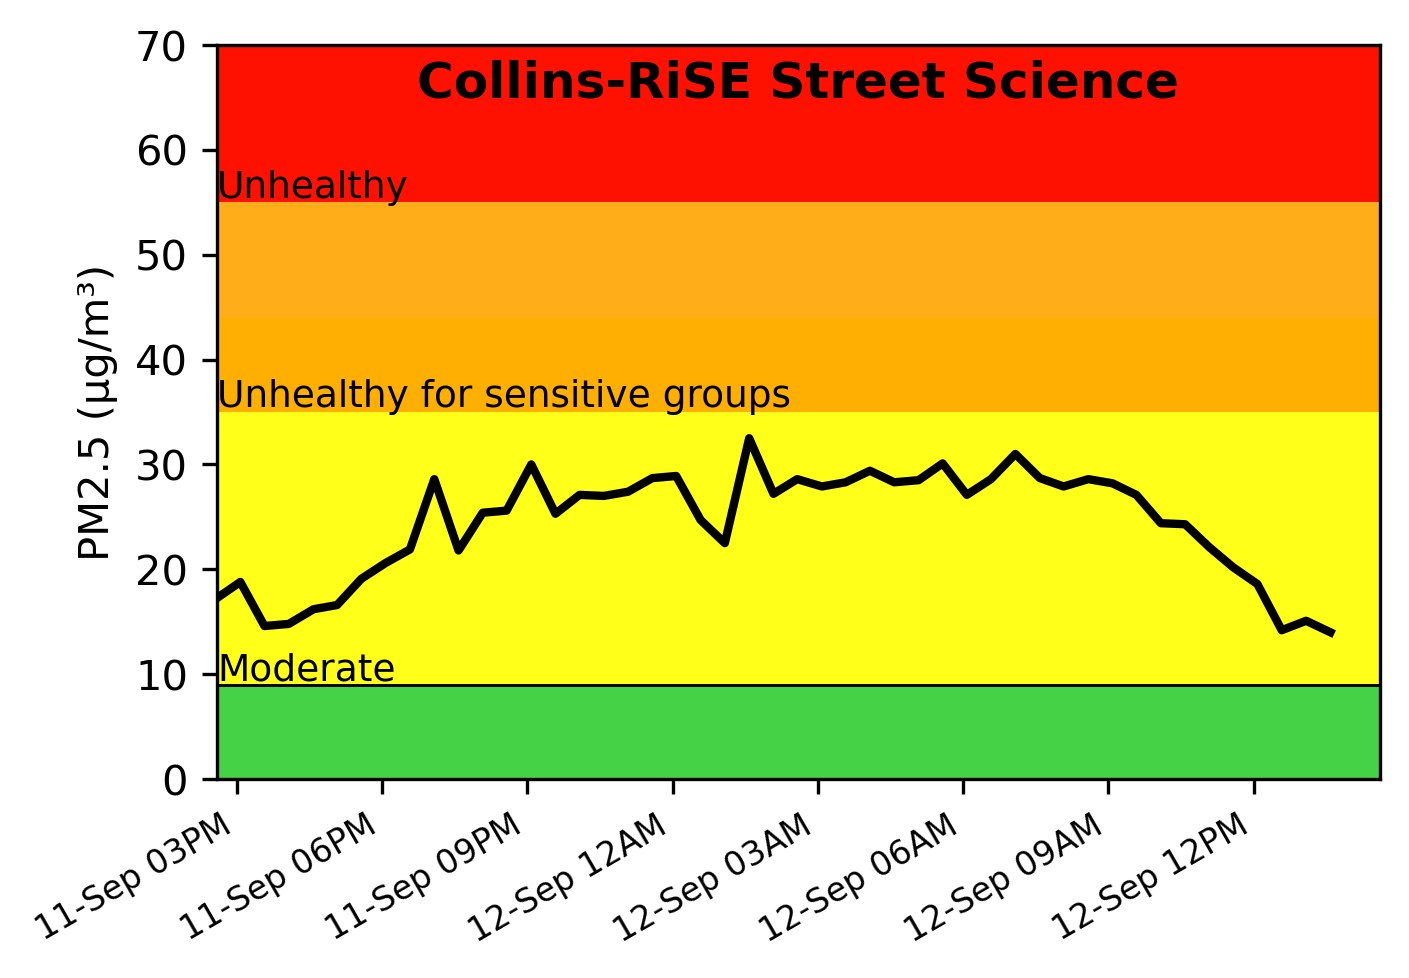 Collins-RiSE Street Science
70
60
Unhealthy
50
40
Unhealthy for sensitive groups
30
20
Moderate
10
0
PM2.5 (µg/m³)
11-Sep 03PM
11-Sep 06PM
11-Sep 09PM
12-Sep 12AM
12-Sep 03AM
12-Sep 06AM
12-Sep 09AM
12-Sep 12PM